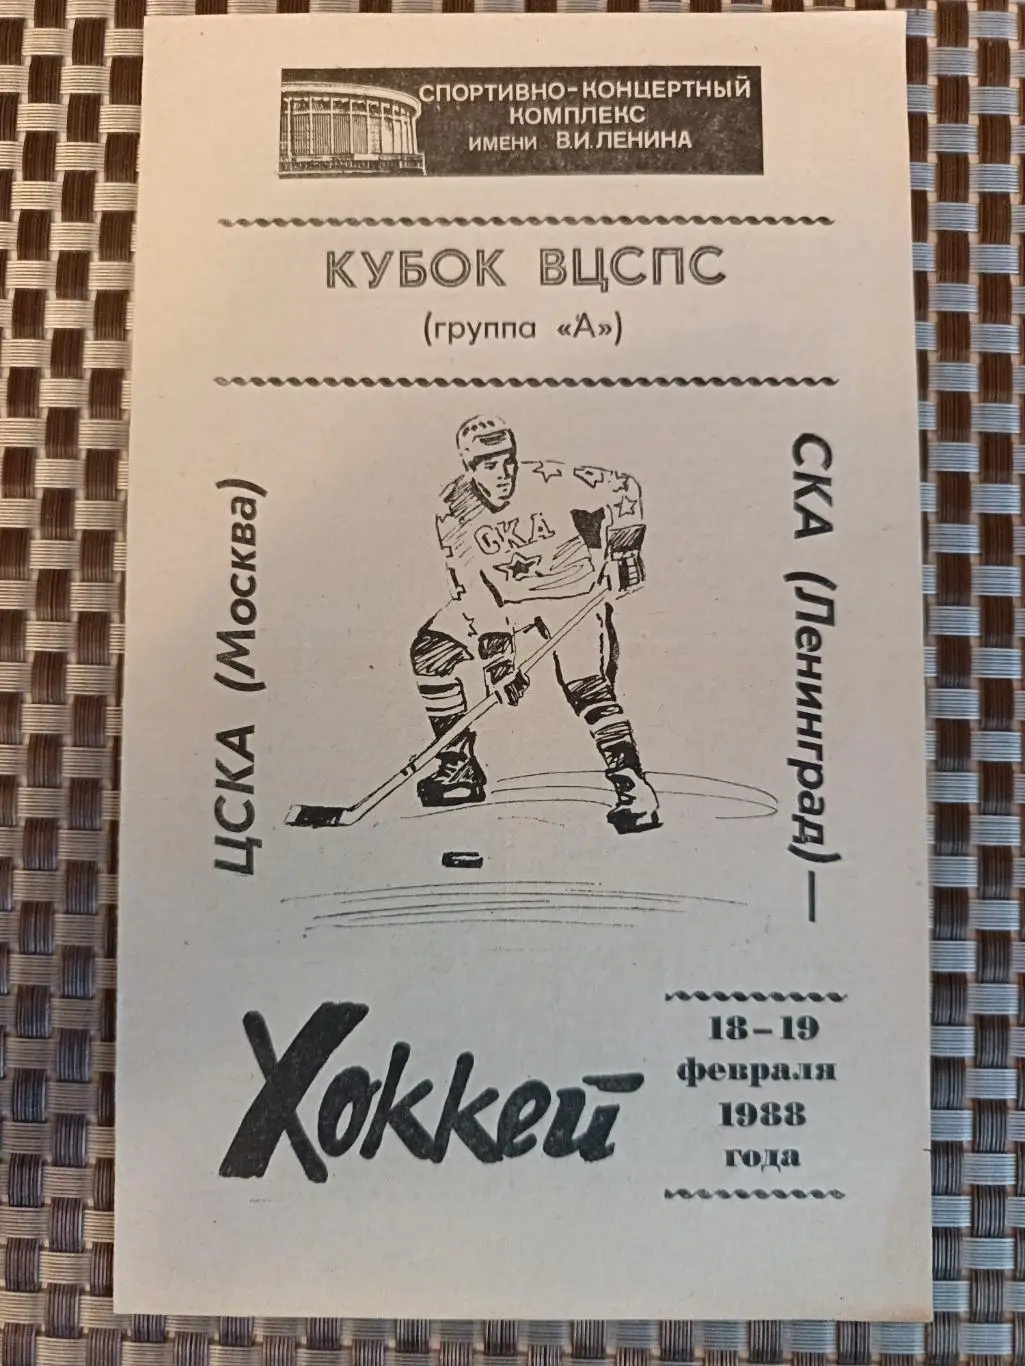 СПОРТИВНО-КОНЦЕРТНЫЙ
КОМПЛЕКС
ИМЕНИ В.И.ЛЕНИНА
КУБОК ВЦСПС
(группа «А»)
СКА (Ленинград) —
ЦСКА (Москва)
СКА
Хоккей
18–19
февраля
1988
года